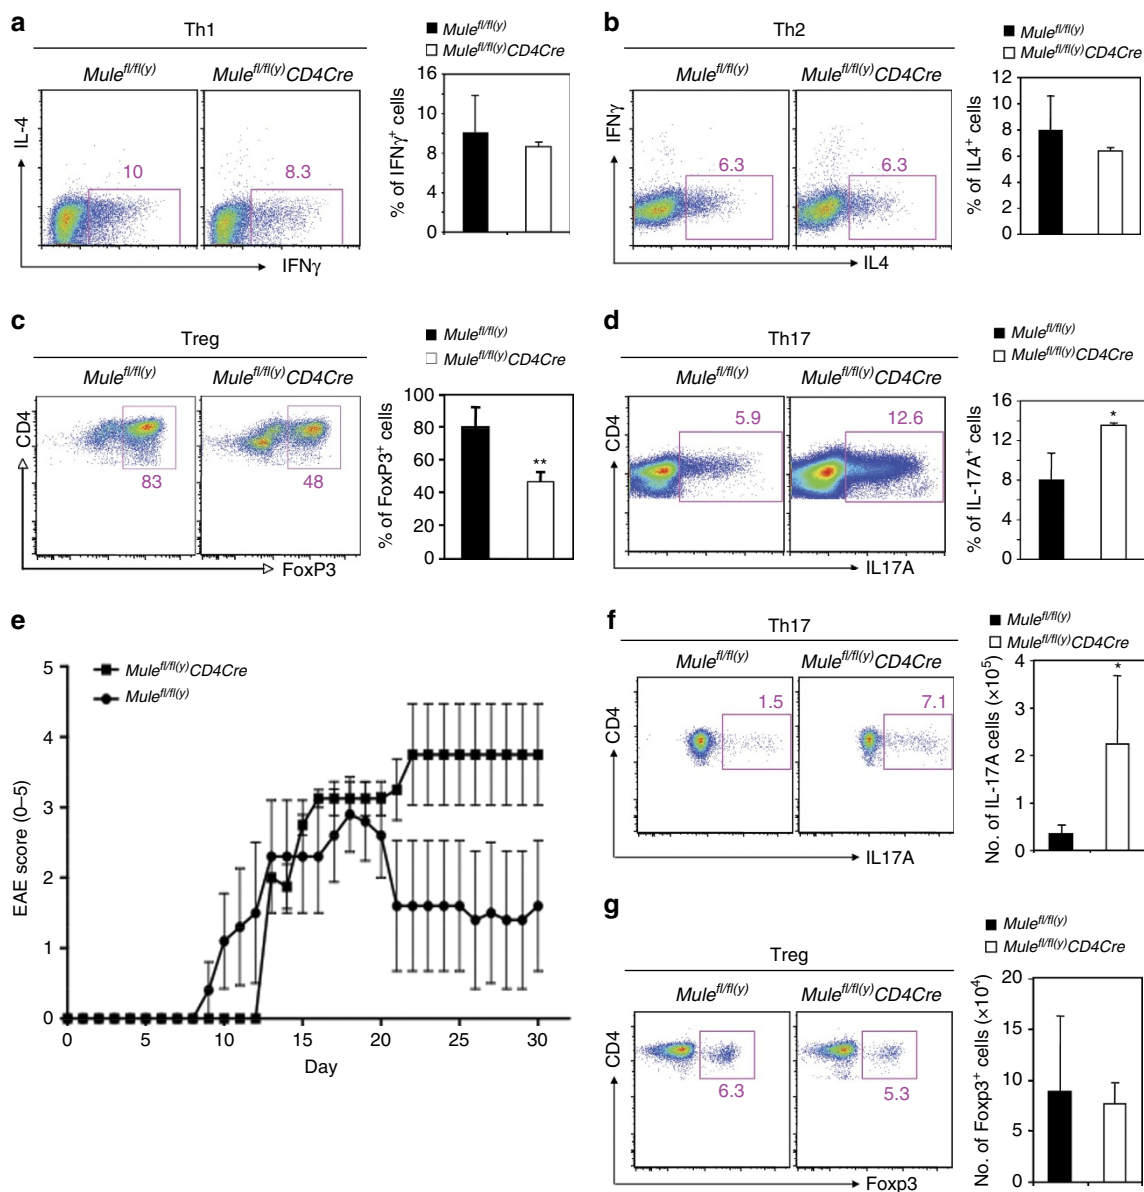 a
Th1
Mule^fl/fl(y)
Mule^fl/fl(y)CD4Cre
IL-4
10
8.3
IFNγ
■ Mule^fl/fl(y)
□ Mule^fl/fl(y)CD4Cre
% of IFNγ+ cells
16
12
8
4
0
b
Th2
Mule^fl/fl(y)
Mule^fl/fl(y)CD4Cre
IFNγ
6.3
6.3
IL4
■ Mule^fl/fl(y)
□ Mule^fl/fl(y)CD4Cre
% of IL4+ cells
12
10
8
6
4
2
0
c
Treg
Mule^fl/fl(y)
Mule^fl/fl(y)CD4Cre
CD4
83
48
FoxP3
■ Mule^fl/fl(y)
□ Mule^fl/fl(y)CD4Cre
% of FoxP3+ cells
100
80
60
40
20
0
**
d
Th17
Mule^fl/fl(y)
Mule^fl/fl(y)CD4Cre
CD4
5.9
12.6
IL17A
■ Mule^fl/fl(y)
□ Mule^fl/fl(y)CD4Cre
% of IL-17A+ cells
16
12
8
4
0
*
e
Mule^fl/fl(y)CD4Cre
Mule^fl/fl(y)
EAE score (0–5)
5
4
3
2
1
0
0 5 10 15 20 25 30
Day
f
Th17
Mule^fl/fl(y)
Mule^fl/fl(y)CD4Cre
CD4
1.5
7.1
IL17A
■ Mule^fl/fl(y)
□ Mule^fl/fl(y)CD4Cre
No. of IL-17A cells (×10^5)
4
3
2
1
0
*
g
Treg
Mule^fl/fl(y)
Mule^fl/fl(y)CD4Cre
CD4
6.3
5.3
Foxp3
■ Mule^fl/fl(y)
□ Mule^fl/fl(y)CD4Cre
No. of Foxp3+ cells (×10^4)
20
15
10
5
0